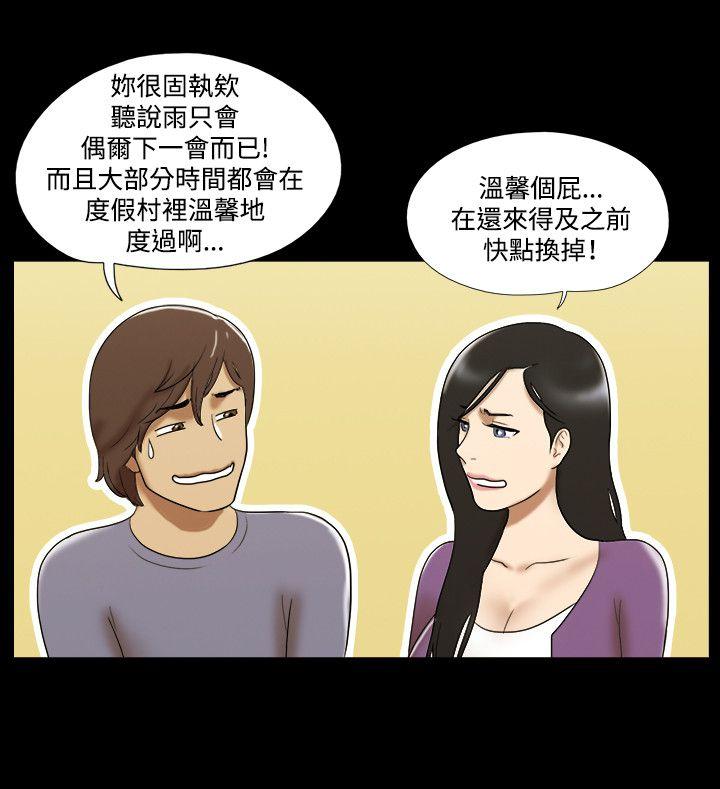 妳很固執欸
聽說雨只會
偶爾下一會而已!
而且大部分時間都會在
度假村裡溫馨地
度過啊...
溫馨個屁...
在還來得及之前
快點換掉!